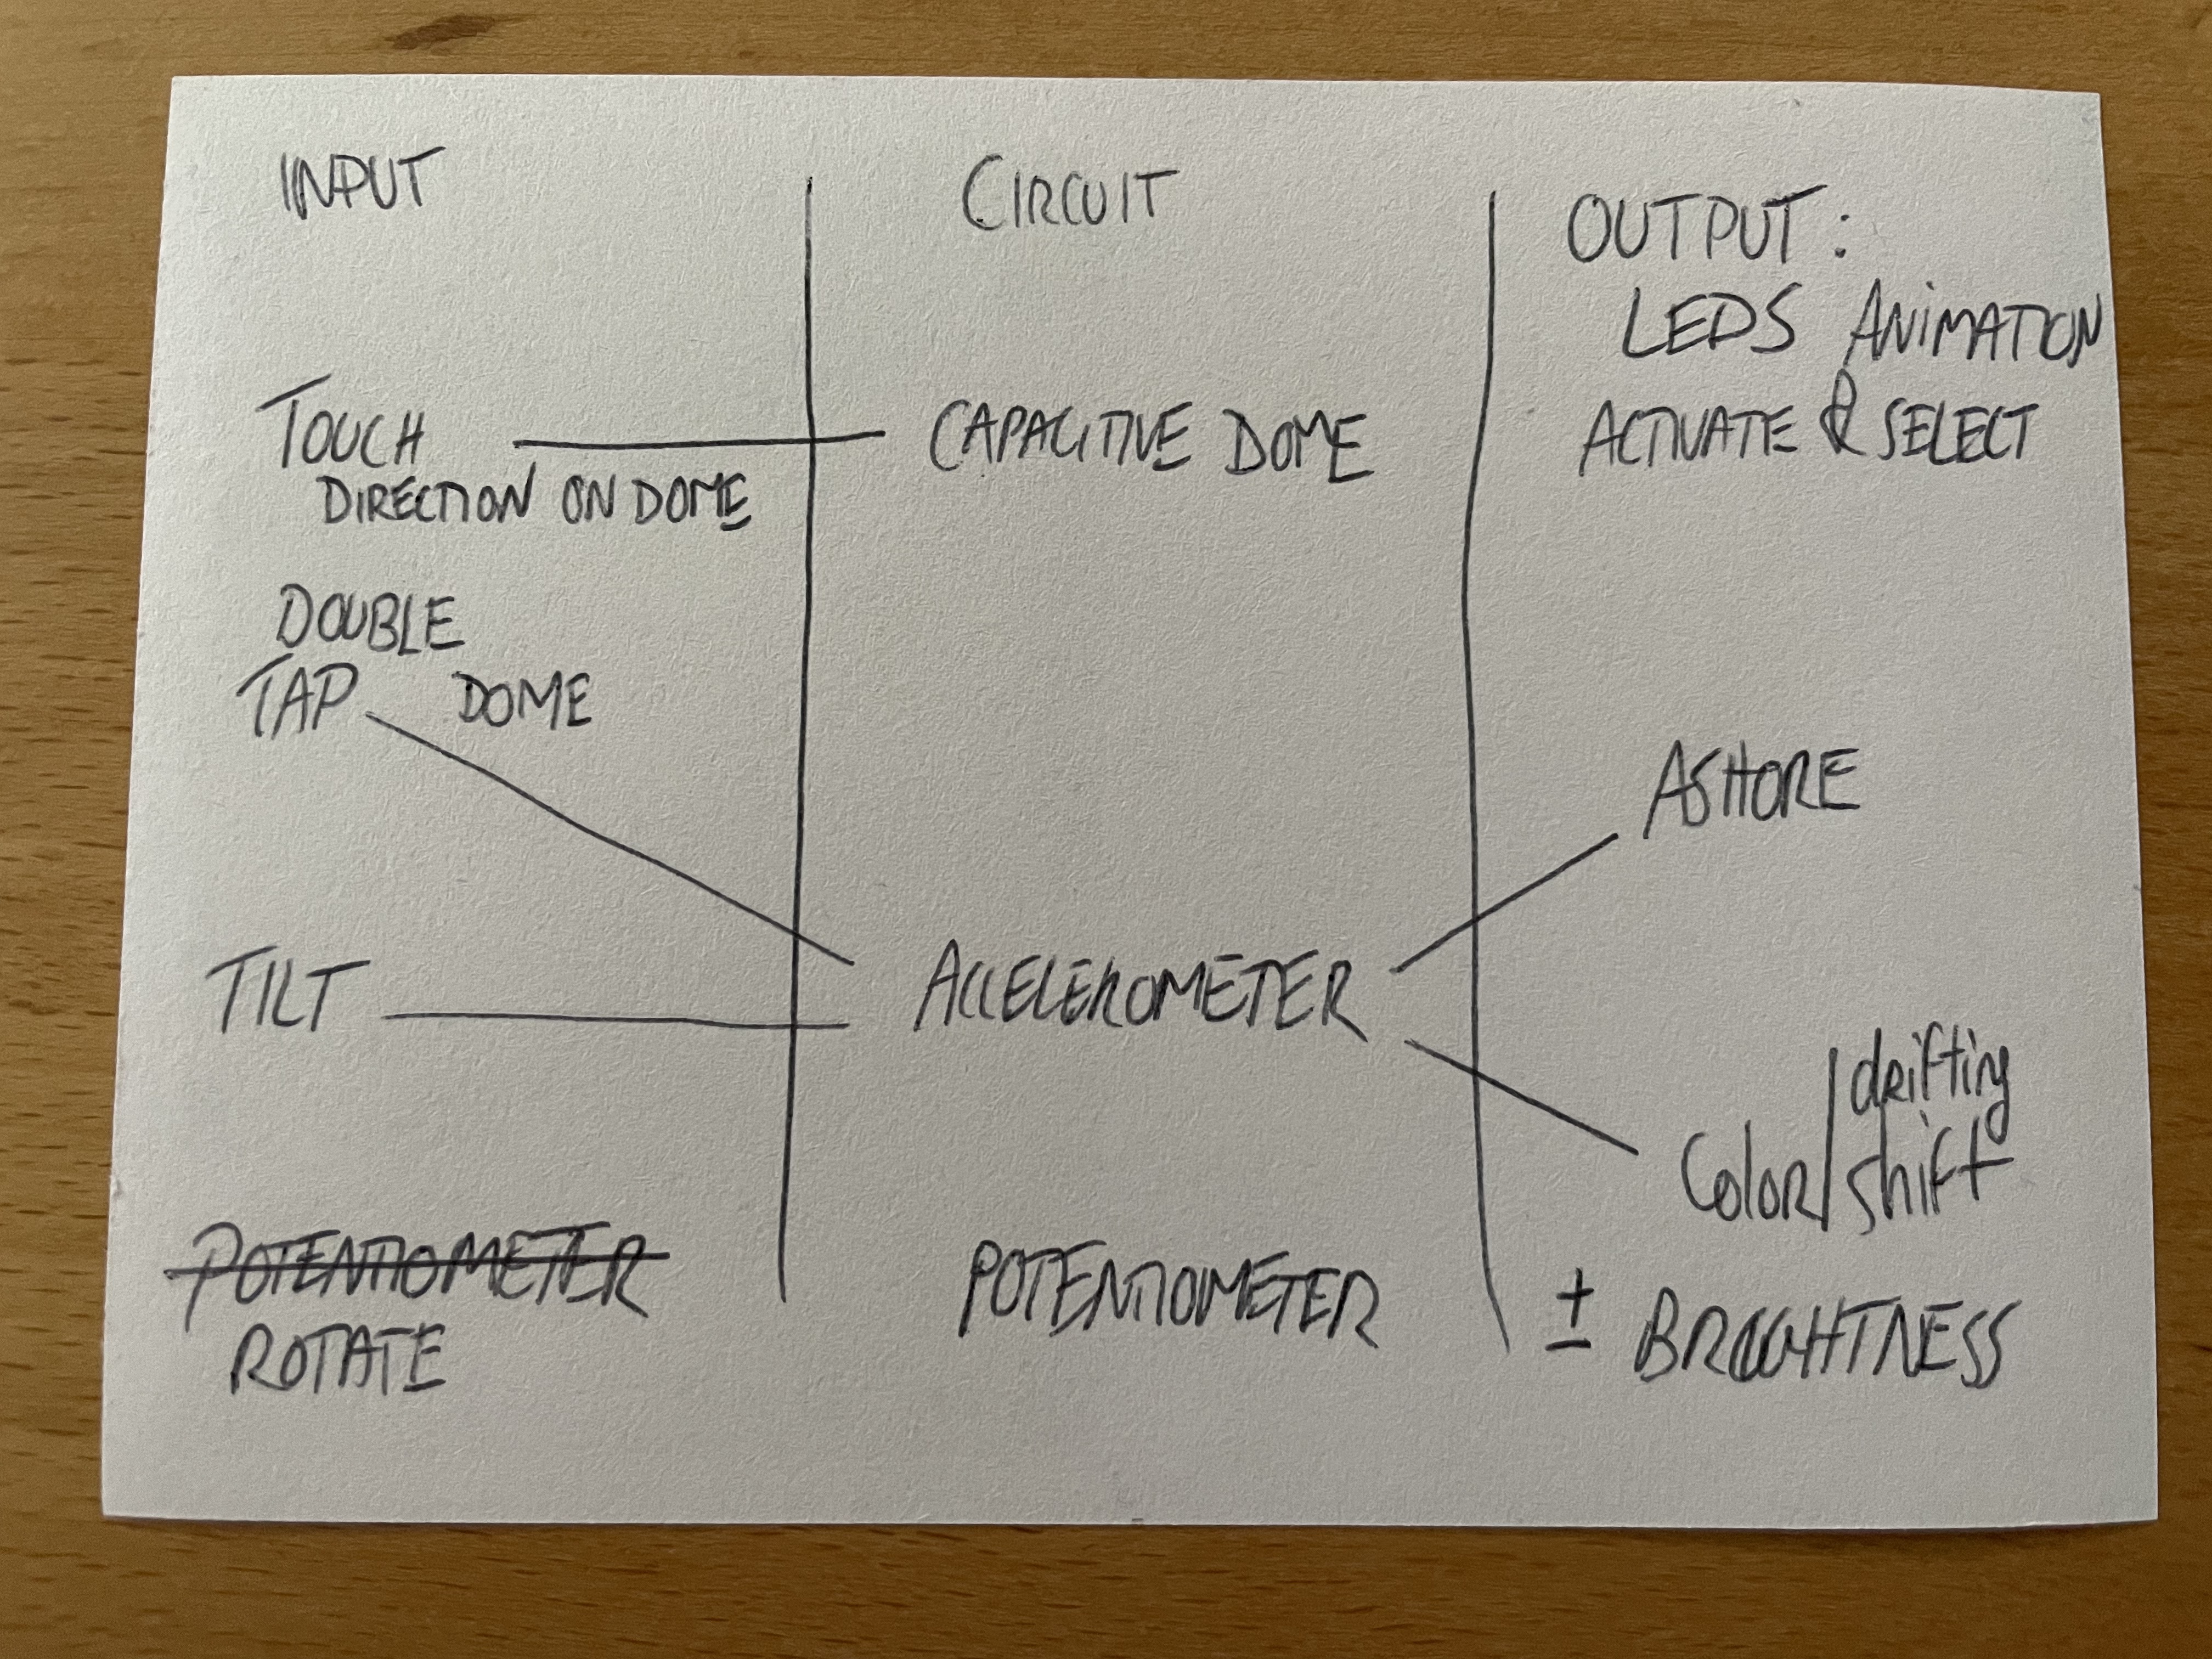 INPUT
CIRCUIT
OUTPUT:
LEDS ANIMATION
TOUCH
CAPACITIVE DOME
ACTIVATE & SELECT
DIRECTION ON DOME
DOUBLE
TAP DOME
ASHORE
TILT
ACCELEROMETER
drifting
Color/shift
POTENTIOMETER
POTENTIOMETER
± BRIGHTNESS
ROTATE